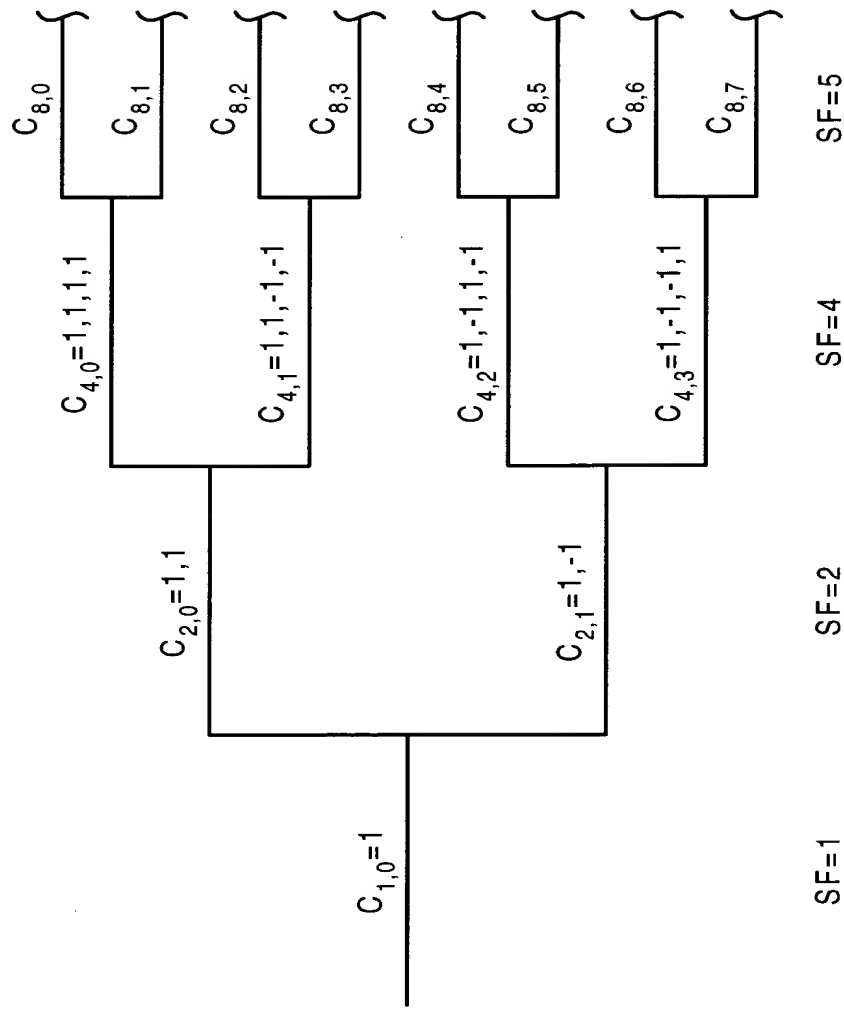 C1,0=1
C2,0=1,1
C2,1=1,-1
C4,0=1,1,1,1
C4,1=1,1,-1,-1
C4,2=1,-1,1,-1
C4,3=1,-1,-1,1
C8,0
C8,1
C8,2
C8,3
C8,4
C8,5
C8,6
C8,7
SF=1
SF=2
SF=4
SF=5